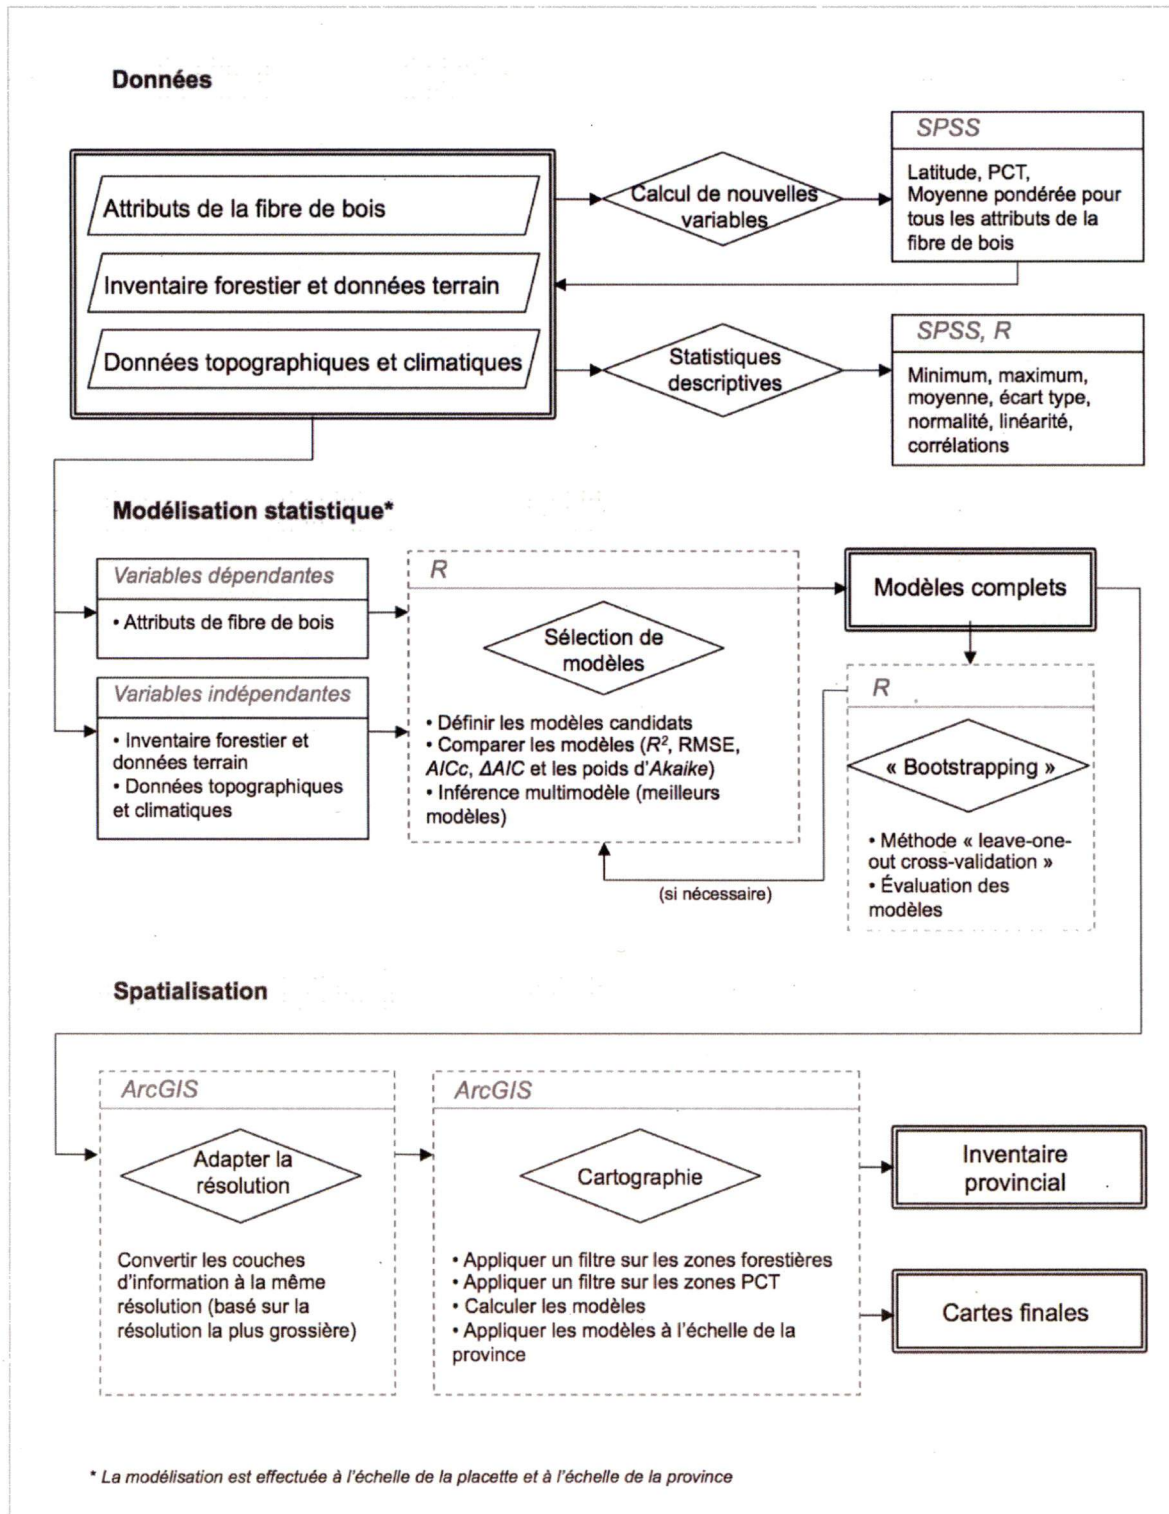 Données
Attributs de la fibre de bois
Inventaire forestier et données terrain
Données topographiques et climatiques
Calcul de nouvelles
variables
SPSS
Latitude, PCT,
Moyenne pondérée pour
tous les attributs de la
fibre de bois
Statistiques
descriptives
SPSS, R
Minimum, maximum,
moyenne, écart type,
normalité, linéarité,
corrélations
Modélisation statistique*
Variables dépendantes
• Attributs de fibre de bois
Variables indépendantes
• Inventaire forestier et
données terrain
• Données topographiques
et climatiques
R
Sélection de
modèles
• Définir les modèles candidats
• Comparer les modèles (R², RMSE,
AICc, ΔAIC et les poids d'Akaike)
• Inférence multimodèle (meilleurs
modèles)
Modèles complets
R
« Bootstrapping »
• Méthode « leave-one-
out cross-validation »
• Évaluation des
modèles
(si nécessaire)
Spatialisation
ArcGIS
Adapter la
résolution
Convertir les couches
d'information à la même
résolution (basé sur la
résolution la plus grossière)
ArcGIS
Cartographie
• Appliquer un filtre sur les zones forestières
• Appliquer un filtre sur les zones PCT
• Calculer les modèles
• Appliquer les modèles à l'échelle de la
province
Inventaire
provincial
Cartes finales
* La modélisation est effectuée à l'échelle de la placette et à l'échelle de la province